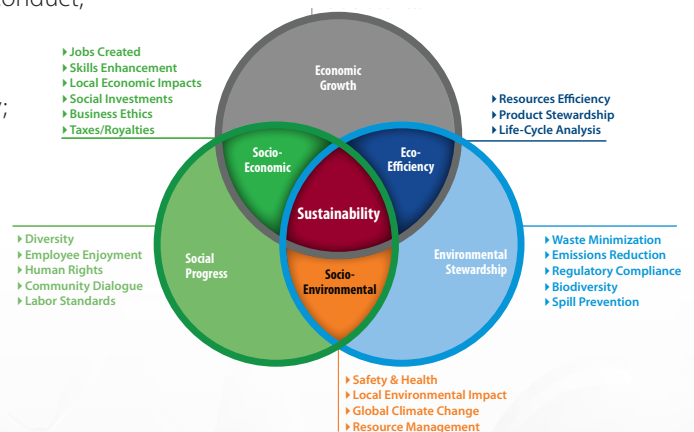 onduct,
Jobs Created
Skills Enhancement
Local Economic Impacts
Social Investments
Business Ethics
Taxes/Royalties
Economic
Growth
Resources Efficiency
Product Stewardship
Life-Cycle Analysis
Socio-
Economic
Eco-
Efficiency
Sustainability
Diversity
Employee Enjoyment
Human Rights
Community Dialogue
Labor Standards
Social
Progress
Environmental
Stewardship
Waste Minimization
Emissions Reduction
Regulatory Compliance
Biodiversity
Spill Prevention
Socio-
Environmental
Safety & Health
Local Environmental Impact
Global Climate Change
Resource Management